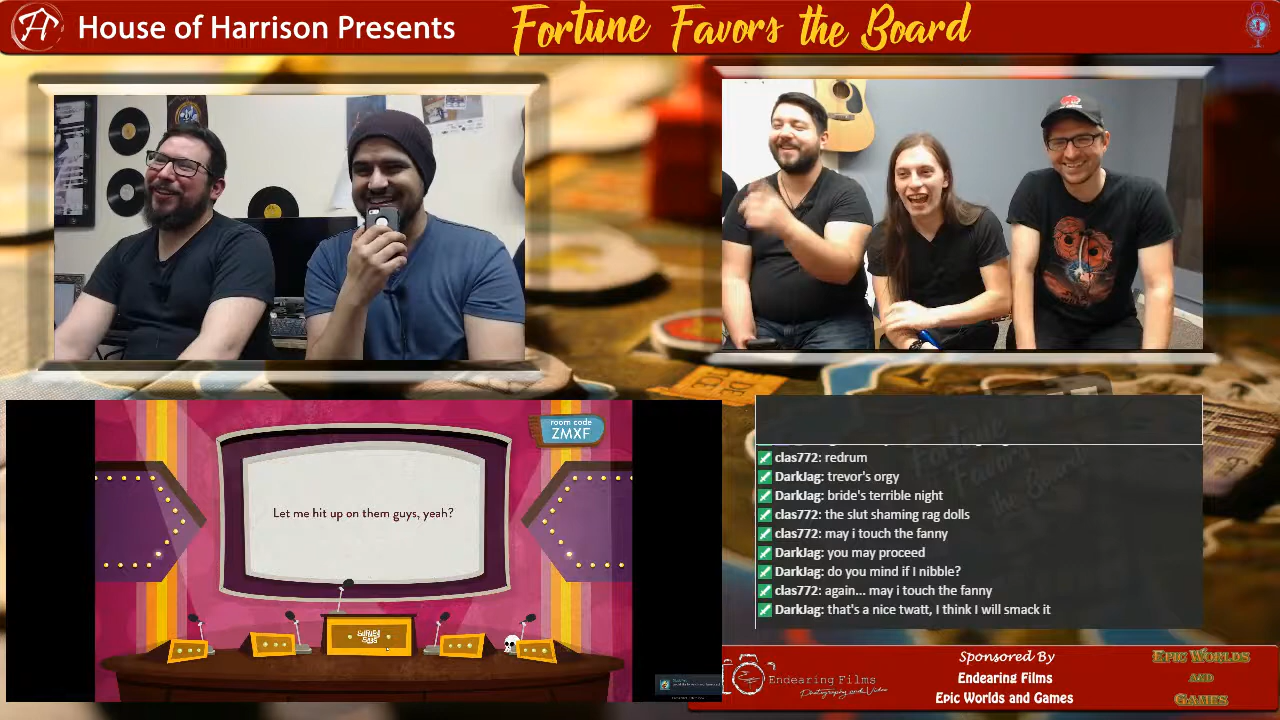 House of Harrison Presents
Fortune Favors the Board
room code
ZMXF
Let me hit up on them guys, yeah?
clas772: redrum
DarkJag: trevor's orgy
DarkJag: bride's terrible night
clas772: the slut shaming rag dolls
clas772: may i touch the fanny
DarkJag: you may proceed
DarkJag: do you mind if I nibble?
clas772: again... may i touch the fanny
DarkJag: that's a nice twatt, I think I will smack it
Endearing Films
Photography and Video
Sponsored By
Endearing Films
Epic Worlds and Games
Epic Worlds
and
Games